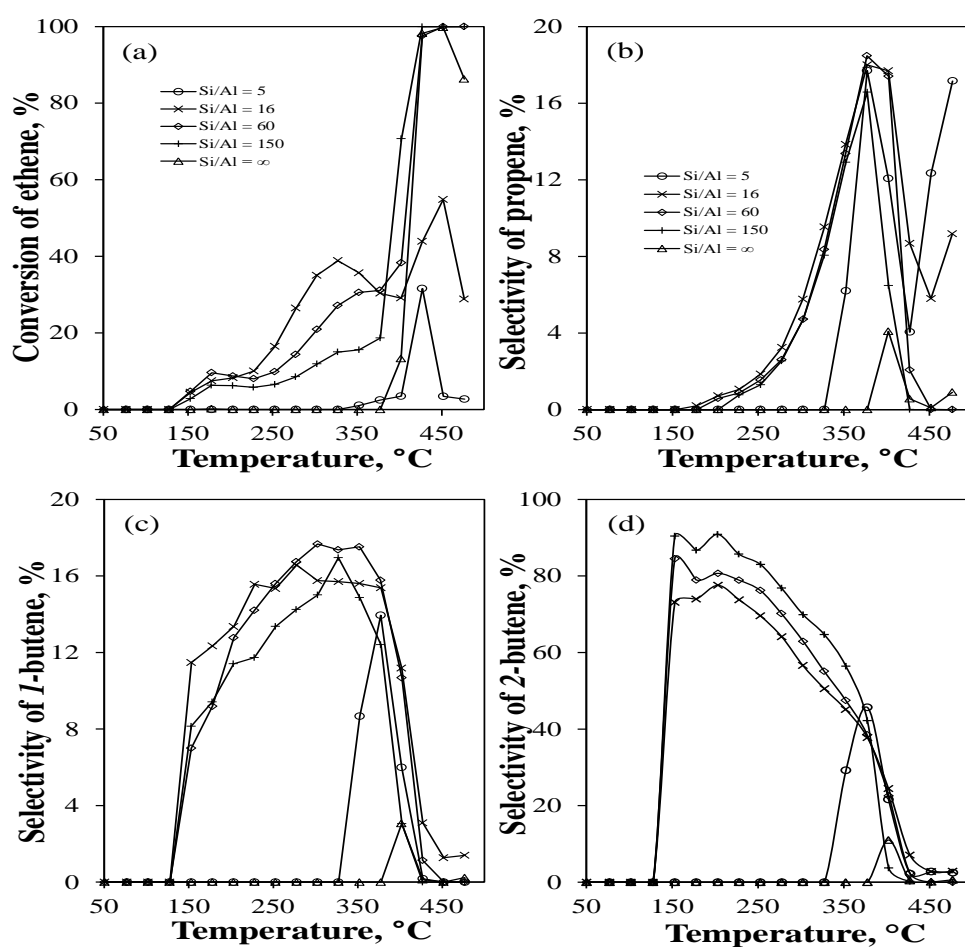 (a)
Conversion of ethene, %
100
80
60
40
20
0
Si/Al = 5
Si/Al = 16
Si/Al = 60
Si/Al = 150
Si/Al = ∞
50 150 250 350 450
Temperature, °C
(b)
Selectivity of propene, %
20
16
12
8
4
0
Si/Al = 5
Si/Al = 16
Si/Al = 60
Si/Al = 150
Si/Al = ∞
50 150 250 350 450
Temperature, °C
(c)
Selectivity of 1-butene, %
20
16
12
8
4
0
50 150 250 350 450
Temperature, °C
(d)
Selectivity of 2-butene, %
100
80
60
40
20
0
50 150 250 350 450
Temperature, °C